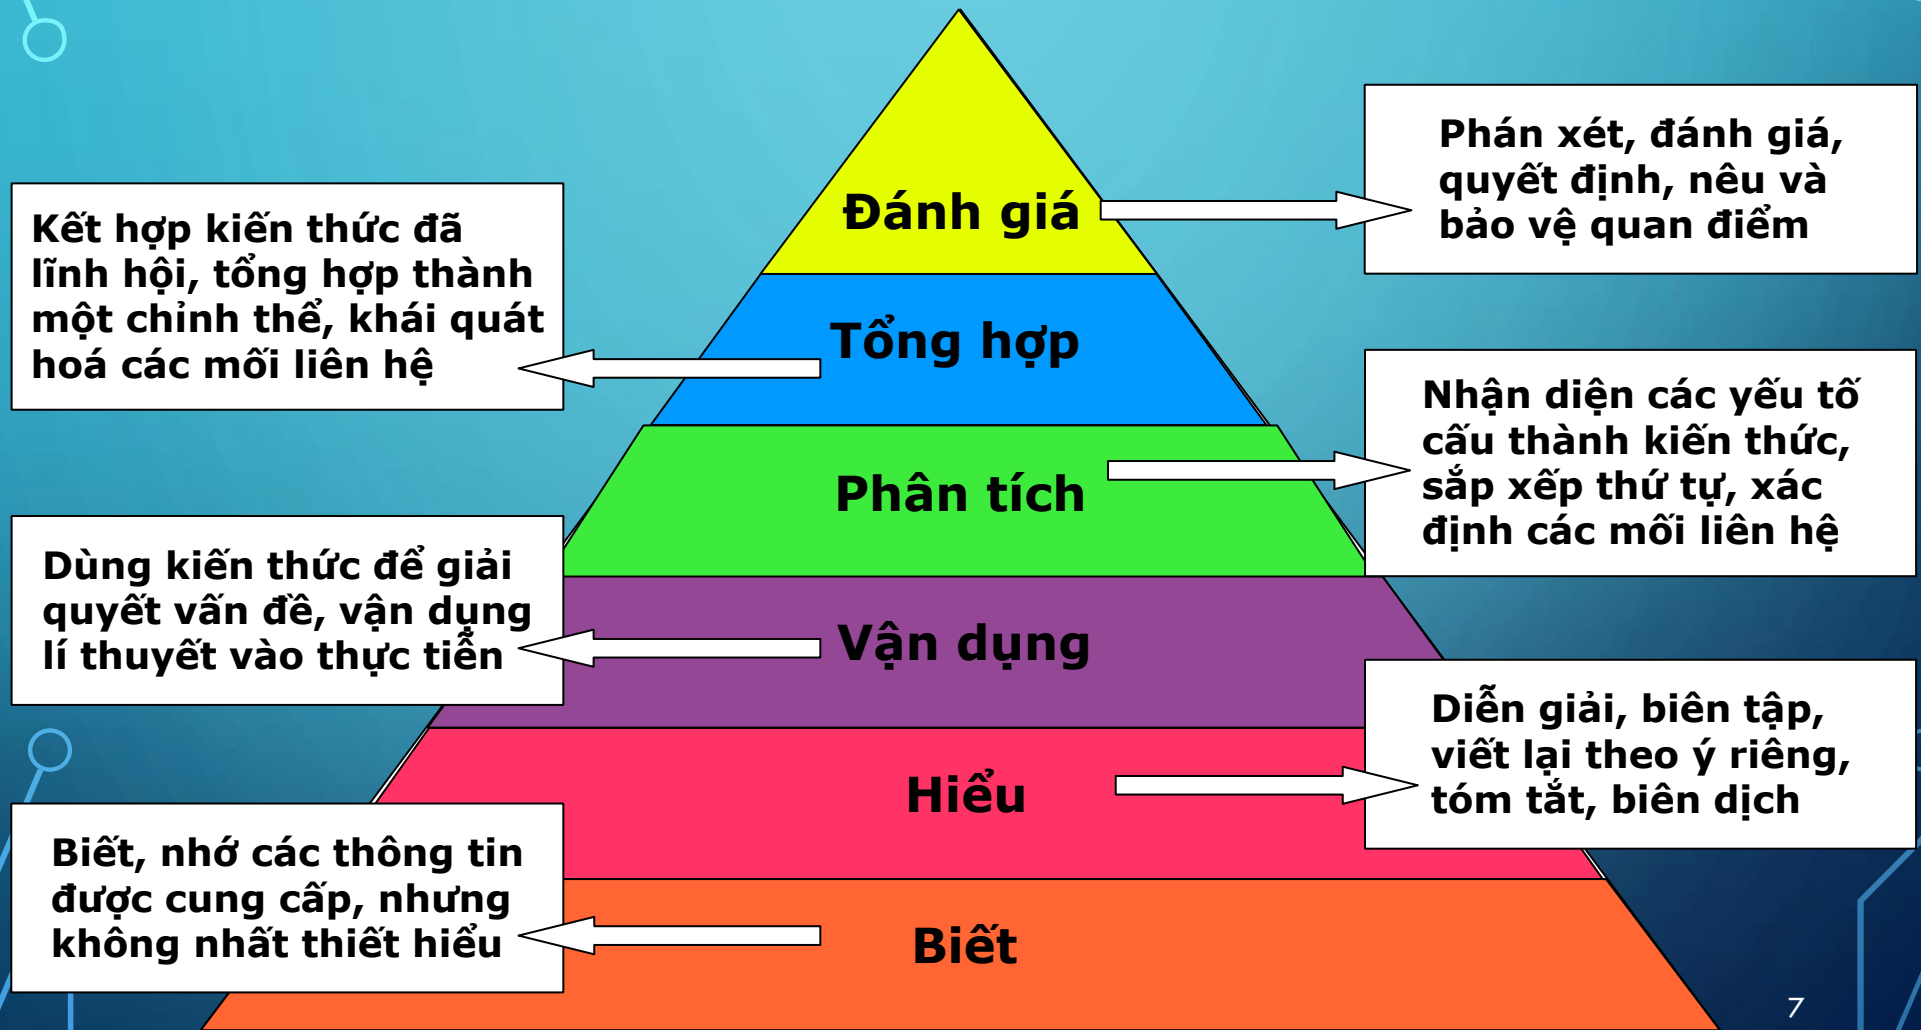 Đánh giá
Phán xét, đánh giá,
quyết định, nêu và
bảo vệ quan điểm
Kết hợp kiến thức đã
lĩnh hội, tổng hợp thành
một chỉnh thể, khái quát
hoá các mối liên hệ
Tổng hợp
Phân tích
Nhận diện các yếu tố
cấu thành kiến thức,
sắp xếp thứ tự, xác
định các mối liên hệ
Dùng kiến thức để giải
quyết vấn đề, vận dụng
lí thuyết vào thực tiễn
Vận dụng
Hiểu
Diễn giải, biên tập,
viết lại theo ý riêng,
tóm tắt, biên dịch
Biết, nhớ các thông tin
được cung cấp, nhưng
không nhất thiết hiểu
Biết
7